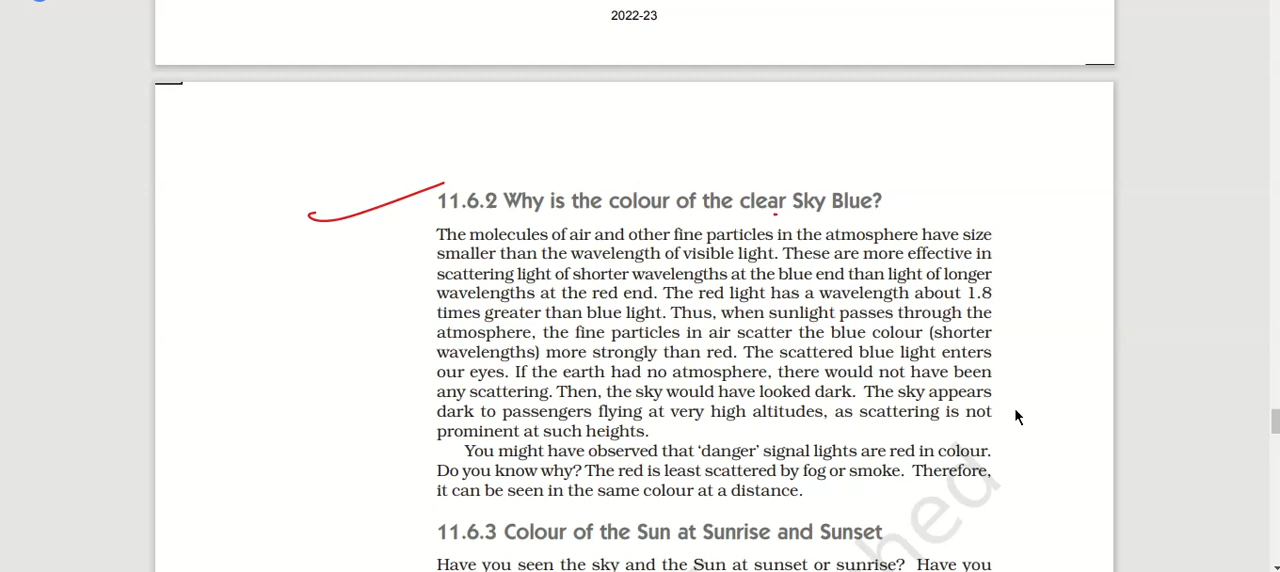 2022-23
11.6.2 Why is the colour of the clear Sky Blue?
The molecules of air and other fine particles in the atmosphere have size
smaller than the wavelength of visible light. These are more effective in
scattering light of shorter wavelengths at the blue end than light of longer
wavelengths at the red end. The red light has a wavelength about 1.8
times greater than blue light. Thus, when sunlight passes through the
atmosphere, the fine particles in air scatter the blue colour (shorter
wavelengths) more strongly than red. The scattered blue light enters
our eyes. If the earth had no atmosphere, there would not have been
any scattering. Then, the sky would have looked dark. The sky appears
dark to passengers flying at very high altitudes, as scattering is not
prominent at such heights.
You might have observed that ‘danger’ signal lights are red in colour.
Do you know why? The red is least scattered by fog or smoke. Therefore,
it can be seen in the same colour at a distance.
11.6.3 Colour of the Sun at Sunrise and Sunset
Have you seen the sky and the Sun at sunset or sunrise? Have you
hed